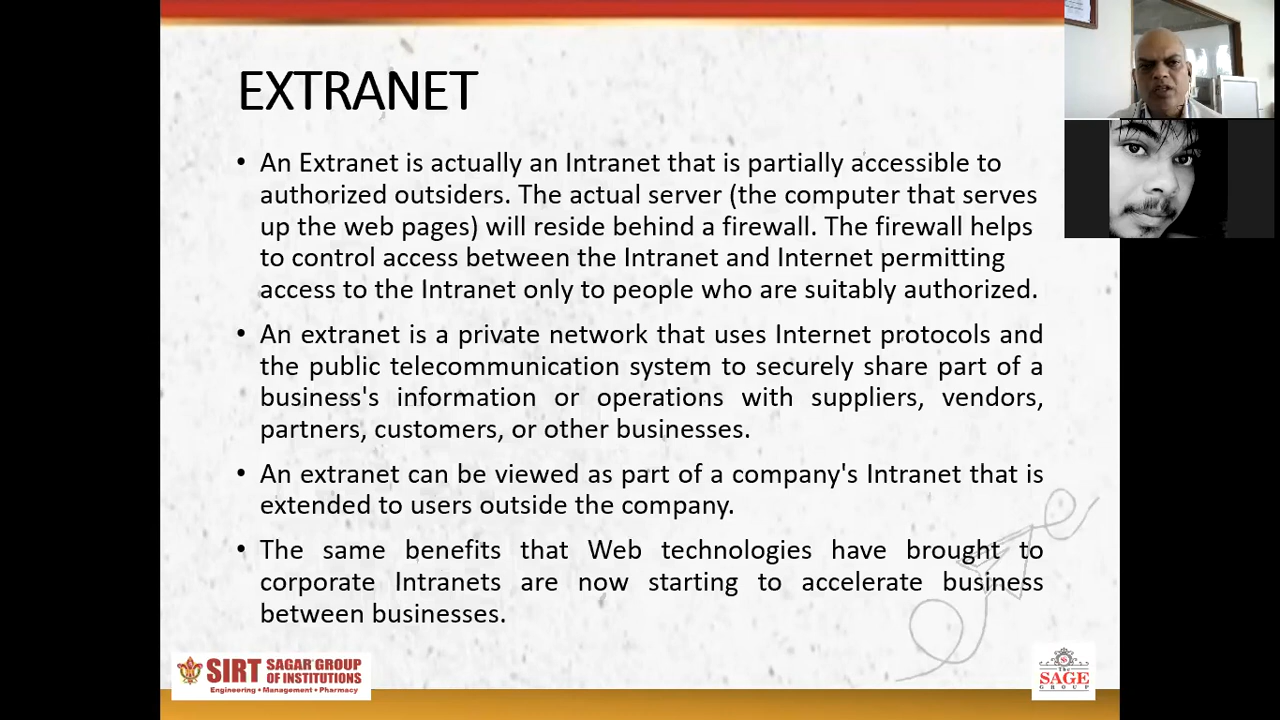 EXTRANET
• An Extranet is actually an Intranet that is partially accessible to
authorized outsiders. The actual server (the computer that serves
up the web pages) will reside behind a firewall. The firewall helps
to control access between the Intranet and Internet permitting
access to the Intranet only to people who are suitably authorized.
• An extranet is a private network that uses Internet protocols and
the public telecommunication system to securely share part of a
business's information or operations with suppliers, vendors,
partners, customers, or other businesses.
• An extranet can be viewed as part of a company's Intranet that is
extended to users outside the company.
• The same benefits that Web technologies have brought to
corporate Intranets are now starting to accelerate business
between businesses.
SIRT SAGAR GROUP
OF INSTITUTIONS
Engineering • Management • Pharmacy
The
SAGE
GROUP